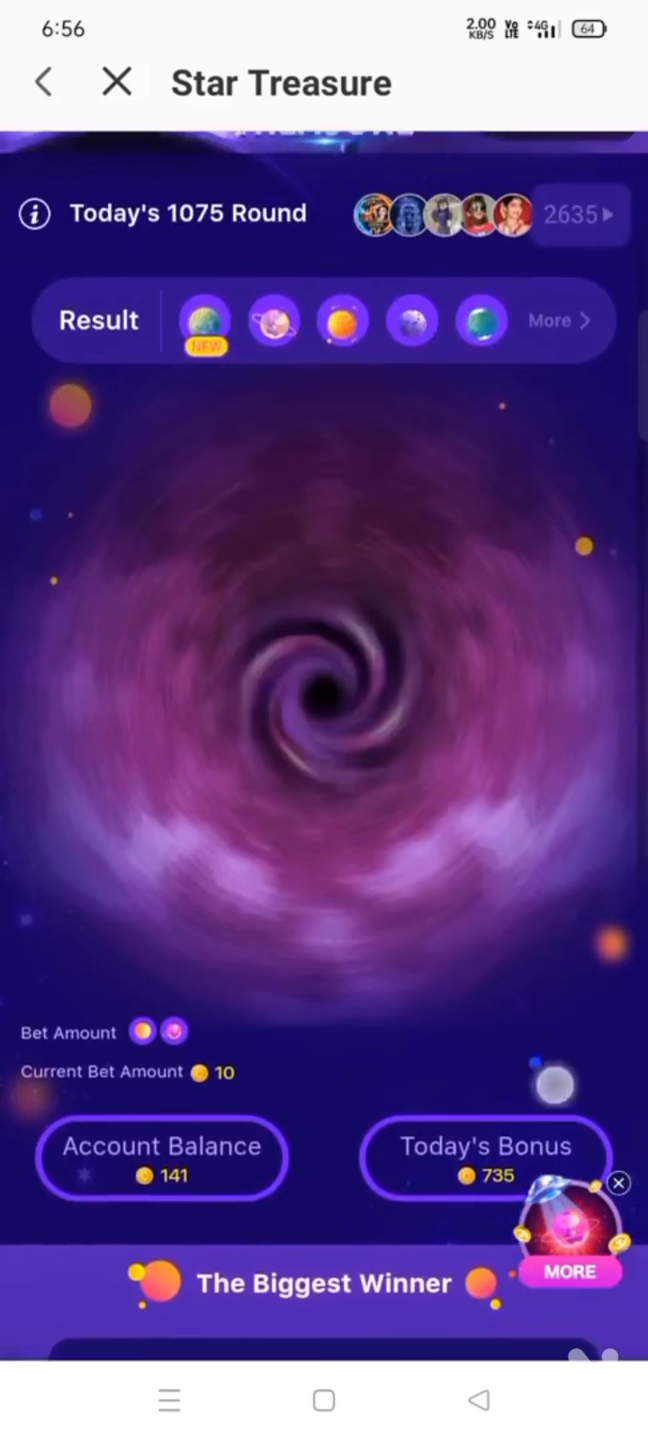 6:56
2.00 KB/S
Vo LTE
4G
64
Star Treasure
Today's 1075 Round
2635
Result
NEW
More
Bet Amount
Current Bet Amount 10
Account Balance
141
Today's Bonus
735
MORE
The Biggest Winner